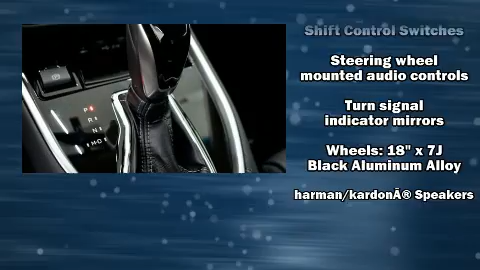 Shift Control Switches
Steering wheel
mounted audio controls
Turn signal
indicator mirrors
Wheels: 18" x 7J
Black Aluminum Alloy
harman/kardonÂ® Speakers
P
R
N